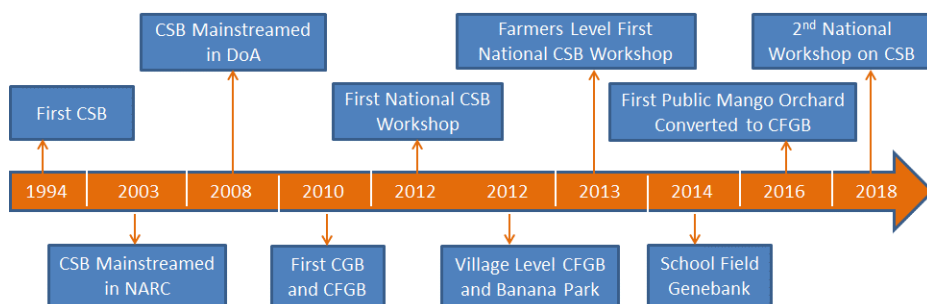 CSB Mainstreamed
in DoA
Farmers Level First
National CSB Workshop
2nd National
Workshop on CSB
First CSB
First National CSB
Workshop
First Public Mango Orchard
Converted to CFGB
1994 2003 2008 2010 2012 2012 2013 2014 2016 2018
CSB Mainstreamed
in NARC
First CGB
and CFGB
Village Level CFGB
and Banana Park
School Field
Genebank